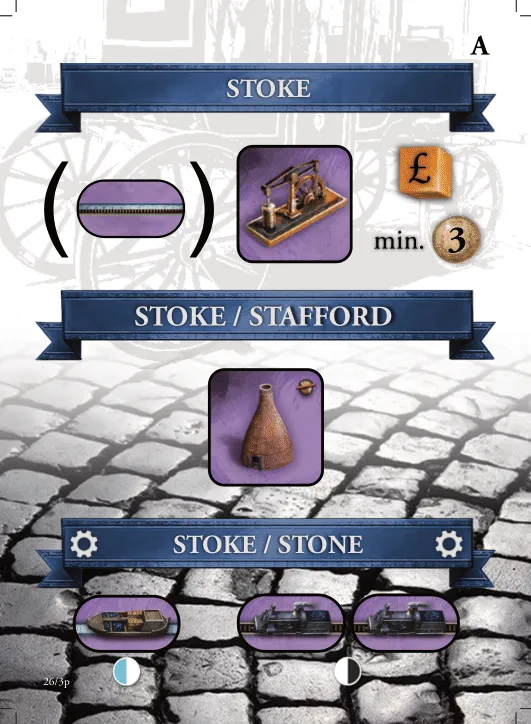 A
STOKE
£
min. 3
STOKE / STAFFORD
STOKE / STONE
26/3p